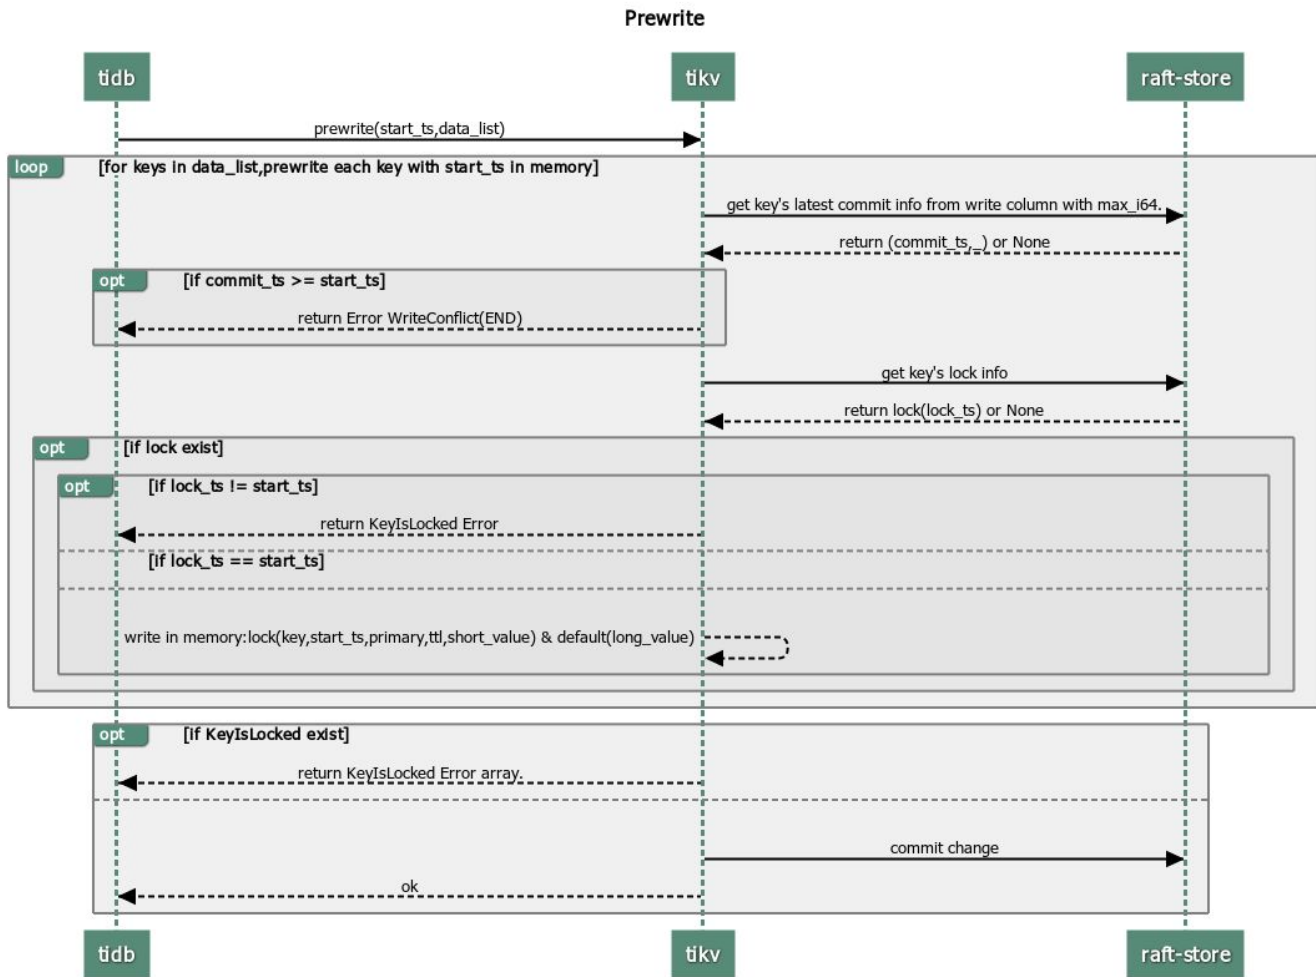 Prewrite
tidb
tikv
raft-store
prewrite(start_ts,data_list)
loop
[for keys in data_list,prewrite each key with start_ts in memory]
get key's latest commit info from write column with max_i64.
return (commit_ts,_) or None
opt
[if commit_ts >= start_ts]
return Error WriteConflict(END)
get key's lock info
return lock(lock_ts) or None
opt
[if lock exist]
opt
[if lock_ts != start_ts]
return KeyIsLocked Error
[if lock_ts == start_ts]
write in memory:lock(key,start_ts,primary,ttl,short_value) & default(long_value)
opt
[if KeyIsLocked exist]
return KeyIsLocked Error array.
commit change
ok
tidb
tikv
raft-store